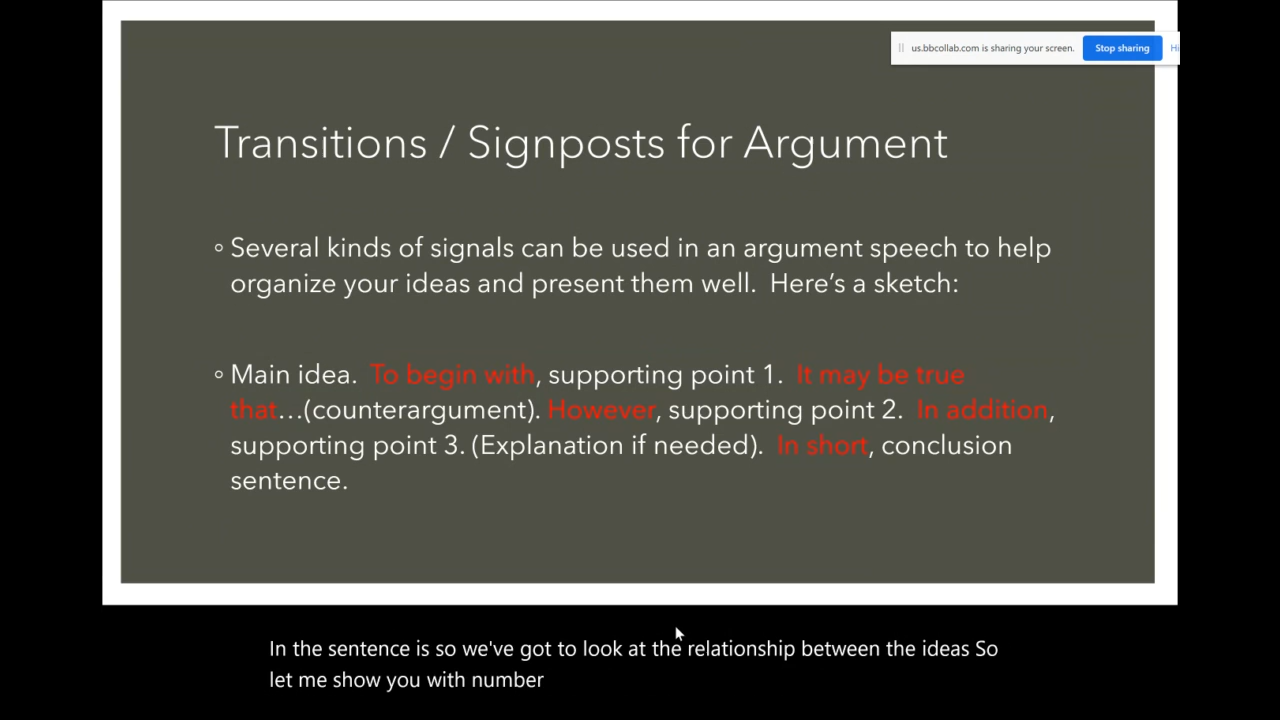 us.bbcollab.com is sharing your screen. Stop sharing Hi
Transitions / Signposts for Argument
◦ Several kinds of signals can be used in an argument speech to help
organize your ideas and present them well. Here’s a sketch:
◦ Main idea. To begin with, supporting point 1. It may be true
that…(counterargument). However, supporting point 2. In addition,
supporting point 3. (Explanation if needed). In short, conclusion
sentence.
In the sentence is so we've got to look at the relationship between the ideas So
let me show you with number